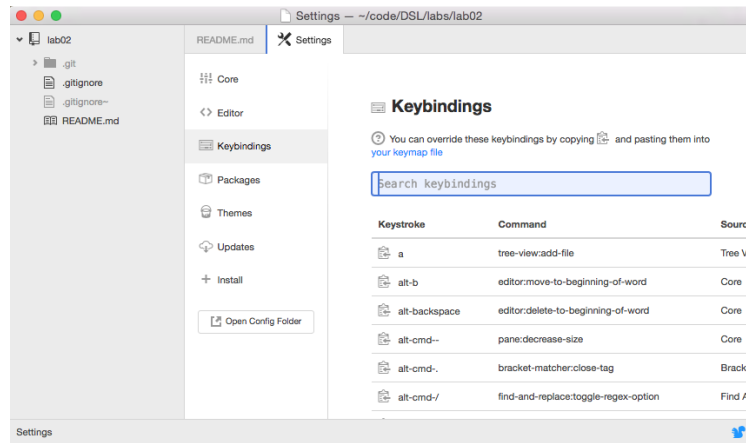 Settings — ~/code/DSL/labs/lab02
lab02
.git
.gitignore
.gitignore~
README.md
README.md
Settings
Core
Editor
Keybindings
Packages
Themes
Updates
Install
Open Config Folder
Keybindings
You can override these keybindings by copying and pasting them into
your keymap file
Search keybindings
Keystroke Command Sourc
a tree-view:add-file Tree V
alt-b editor:move-to-beginning-of-word Core
alt-backspace editor:delete-to-beginning-of-word Core
alt-cmd-- pane:decrease-size Core
alt-cmd-. bracket-matcher:close-tag Brack
alt-cmd-/ find-and-replace:toggle-regex-option Find A
Settings